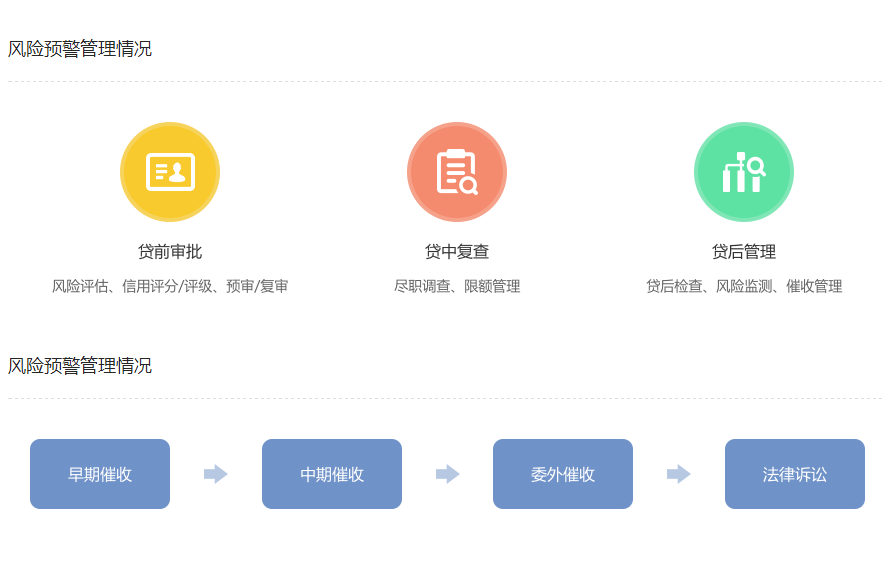 风险预警管理情况
贷前审批
贷中复查
贷后管理
风险评估、信用评分/评级、预审/复审
尽职调查、限额管理
贷后检查、风险监测、催收管理
风险预警管理情况
早期催收
中期催收
委外催收
法律诉讼